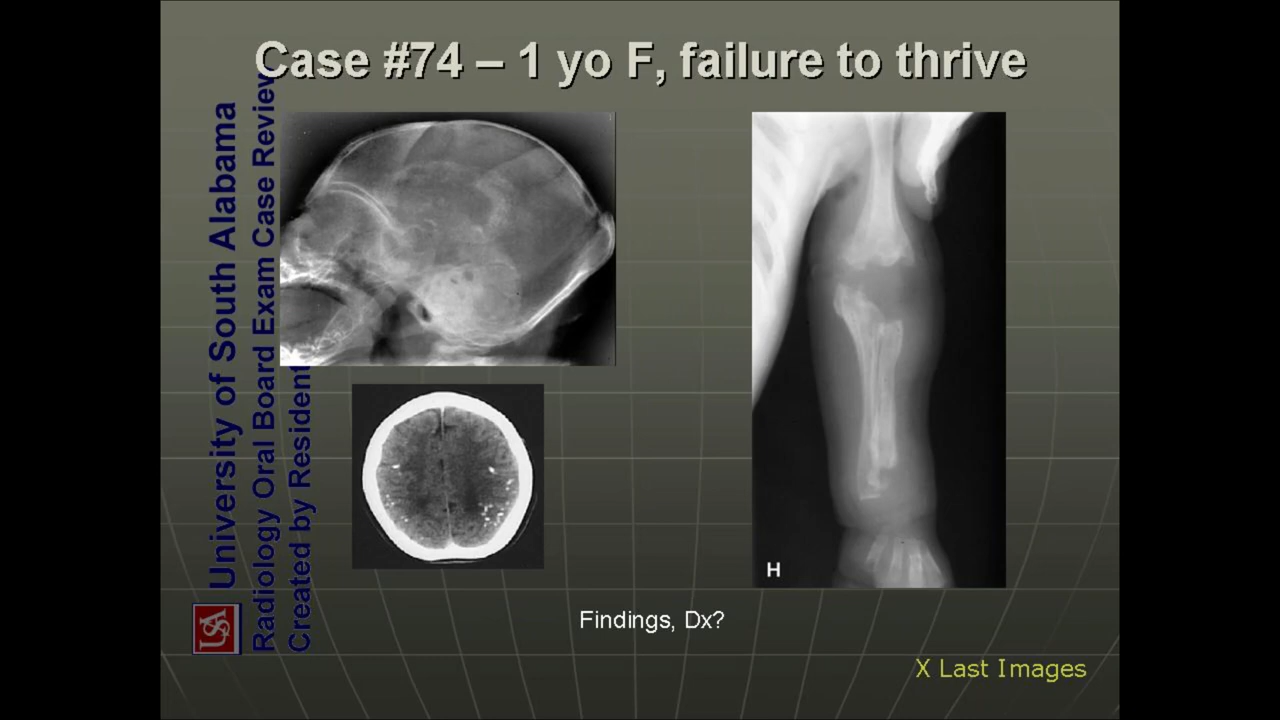 Case #74 – 1 yo F, failure to thrive
University of South Alabama
Radiology Oral Board Exam Case Review
Created by Resident
H
Findings, Dx?
USA
X Last Images